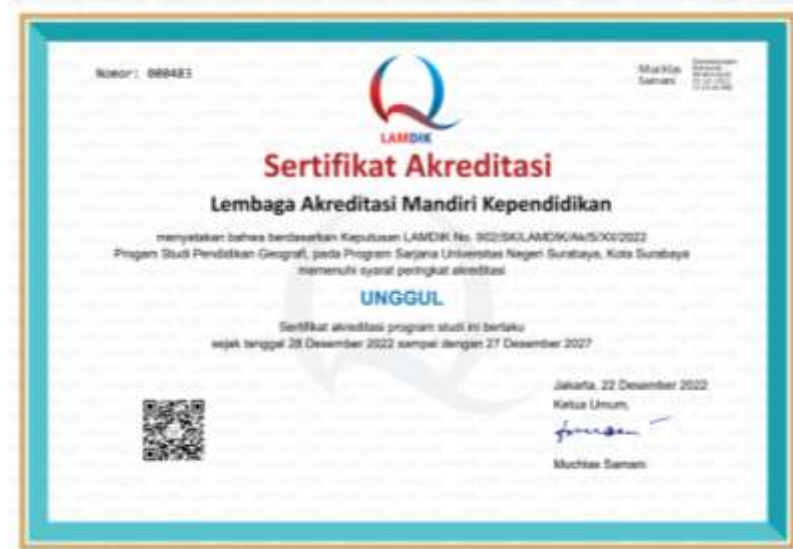 Nomor: 000483
Muchlas
Samani
LAMDIK
Sertifikat Akreditasi
Lembaga Akreditasi Mandiri Kependidikan
menyatakan bahwa berdasarkan Keputusan LAMDIK No. 902/SK/LAMDIK/Ak/S/XII/2022
Progam Studi Pendidikan Geografi, pada Program Sarjana Universitas Negeri Surabaya, Kota Surabaya
memenuhi syarat peringkat akreditasi
UNGGUL
Sertifikat akreditasi program studi ini berlaku
sejak tanggal 28 Desember 2022 sampai dengan 27 Desember 2027
Jakarta, 22 Desember 2022
Ketua Umum,
Muchlas Samani